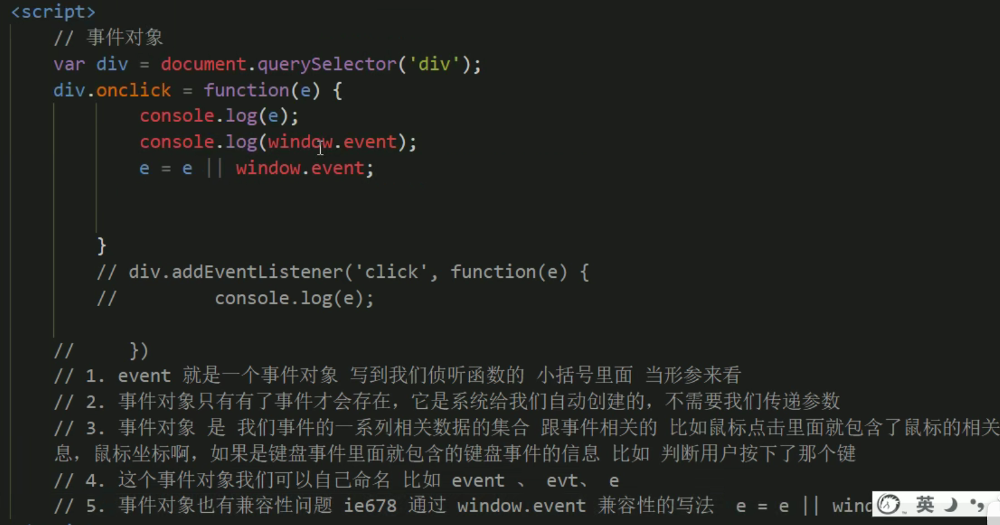 <script>
// 事件对象
var div = document.querySelector('div');
div.onclick = function(e) {
console.log(e);
console.log(window.event);
e = e || window.event;
}
// div.addEventListener('click', function(e) {
// console.log(e);
// })
// 1. event 就是一个事件对象 写到我们侦听函数的 小括号里面 当形参来看
// 2. 事件对象只有有了事件才会存在，它是系统给我们自动创建的，不需要我们传递参数
// 3. 事件对象 是 我们事件的一系列相关数据的集合 跟事件相关的 比如鼠标点击里面就包含了鼠标的相关
息，鼠标坐标啊，如果是键盘事件里面就包含的键盘事件的信息 比如 判断用户按下了那个键
// 4. 这个事件对象我们可以自己命名 比如 event 、 evt、 e
// 5. 事件对象也有兼容性问题 ie678 通过 window.event 兼容性的写法 e = e ||
英